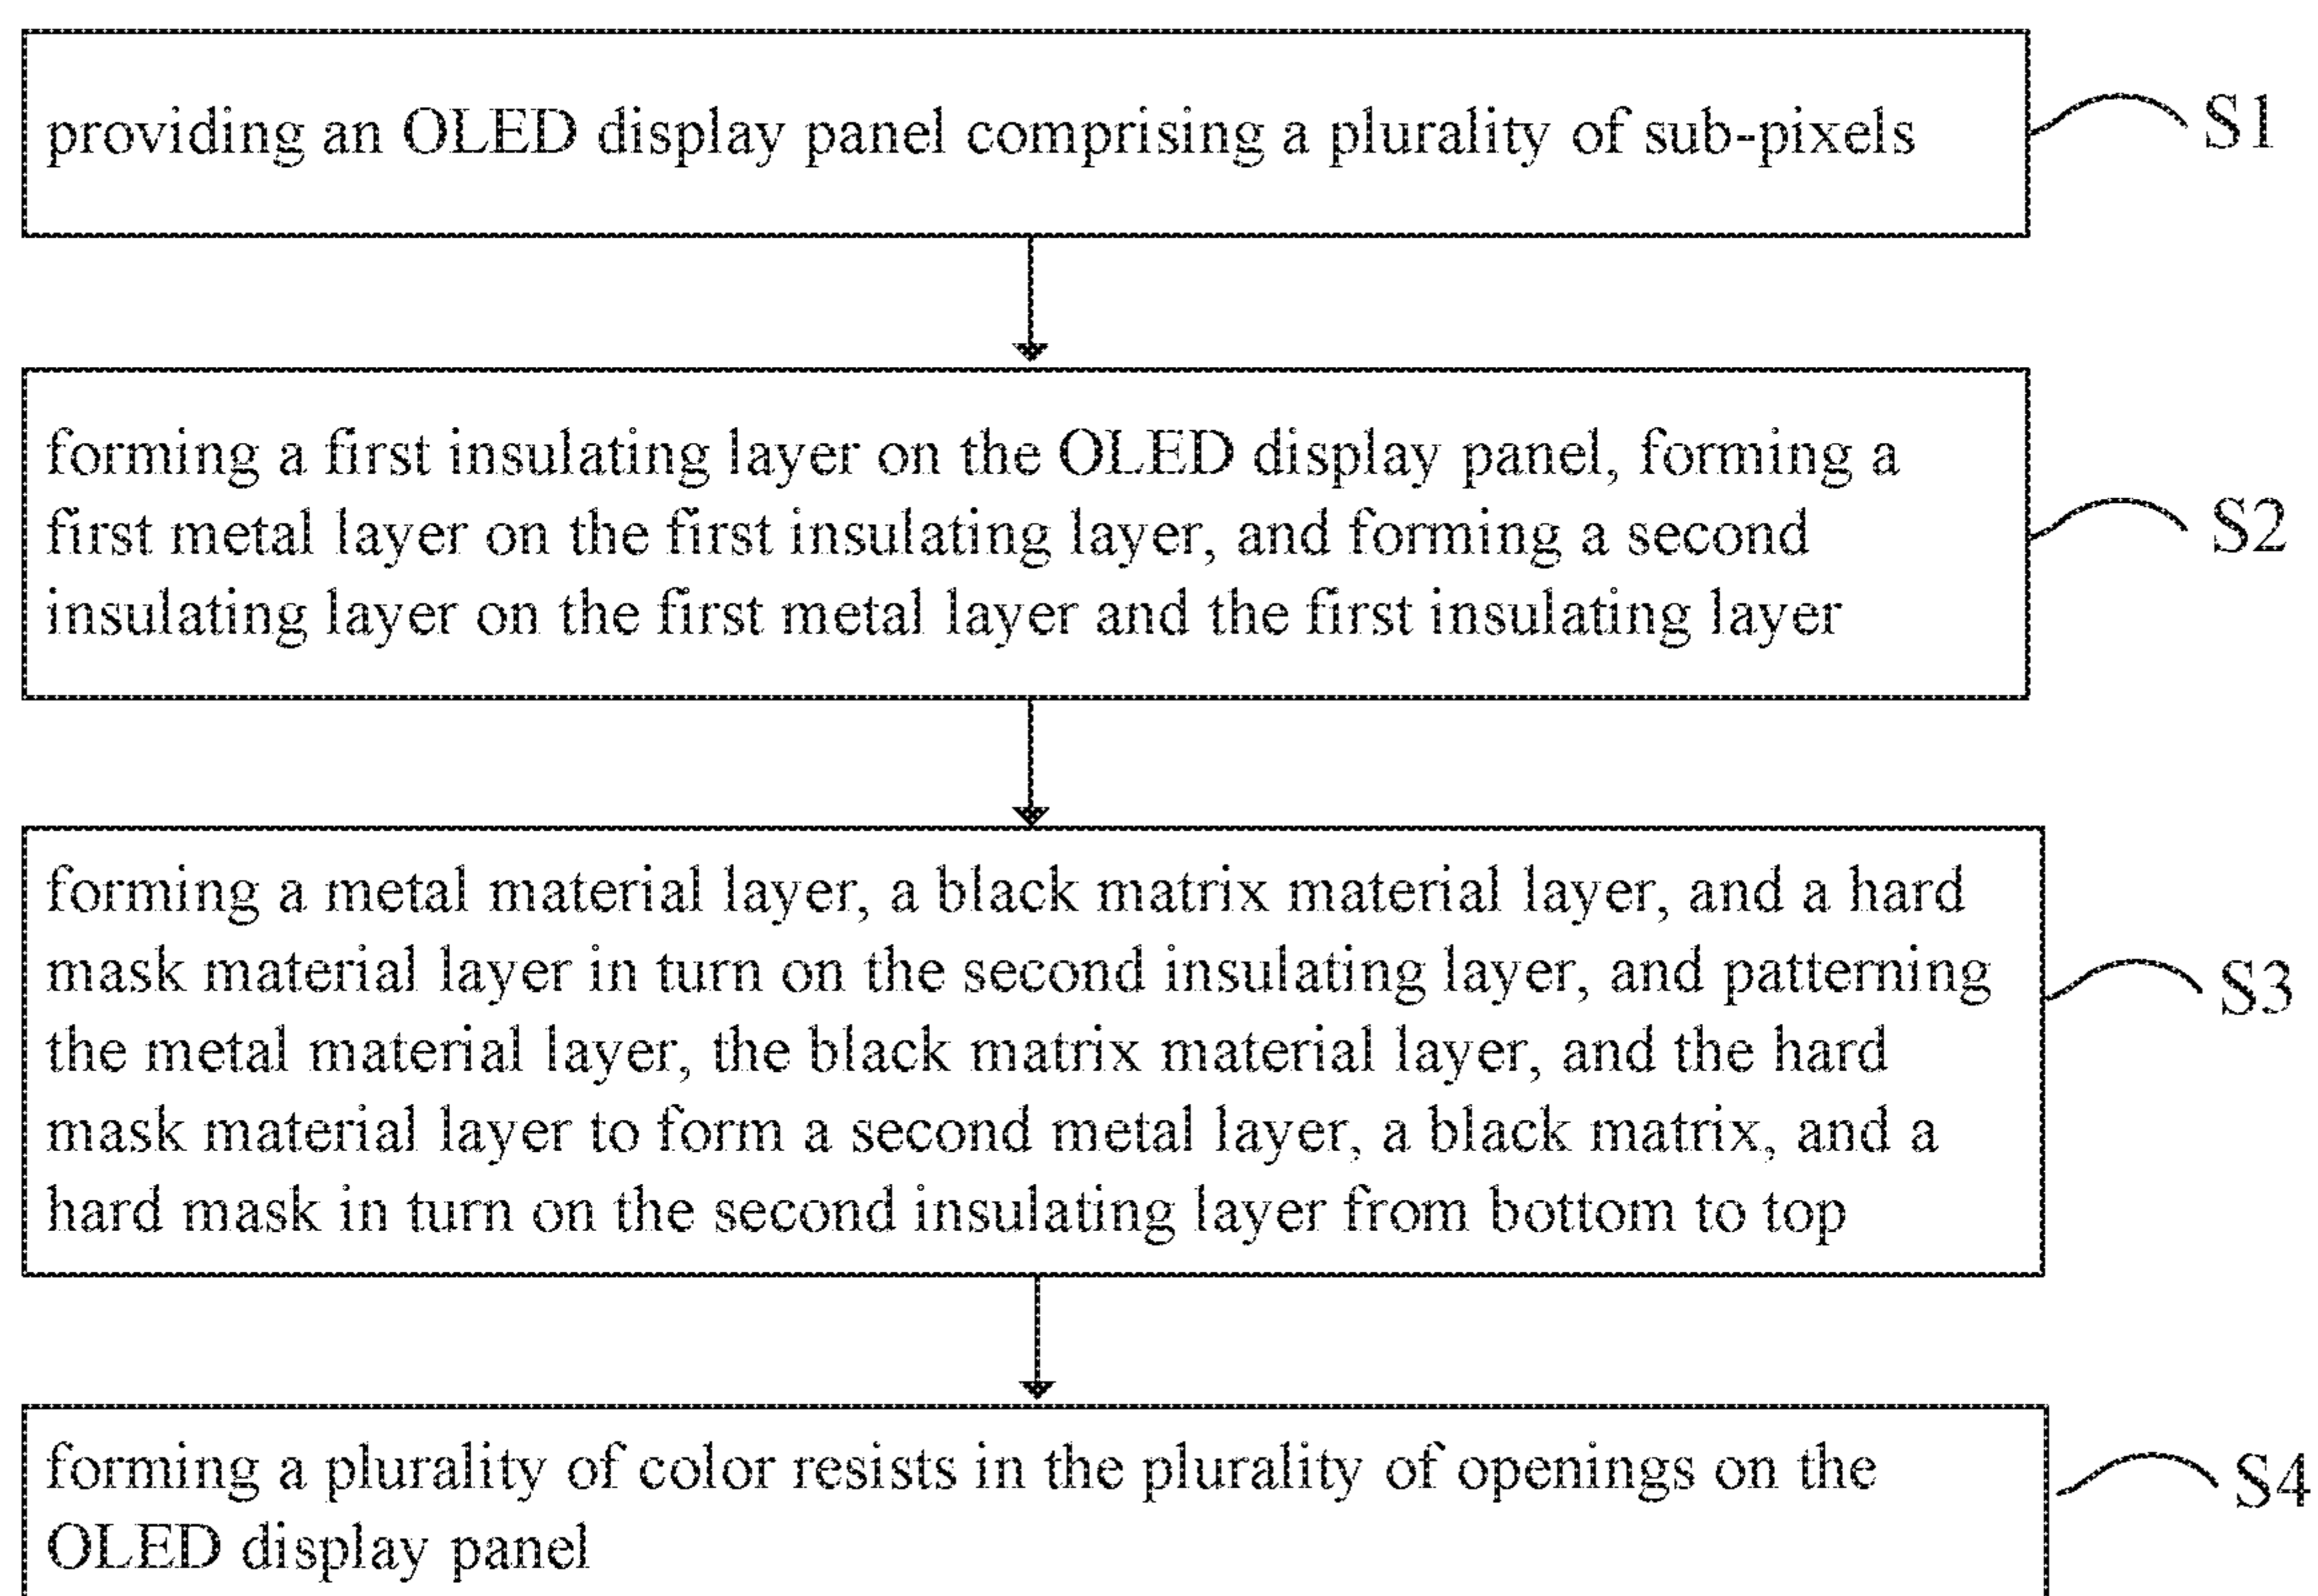 providing an OLED display panel comprising a plurality of sub-pixels
S1
forming a first insulating layer on the OLED display panel, forming a
first metal layer on the first insulating layer, and forming a second
insulating layer on the first metal layer and the first insulating layer
S2
forming a metal material layer, a black matrix material layer, and a hard
mask material layer in turn on the second insulating layer, and patterning
the metal material layer, the black matrix material layer, and the hard
mask material layer to form a second metal layer, a black matrix, and a
hard mask in turn on the second insulating layer from bottom to top
S3
forming a plurality of color resists in the plurality of openings on the
OLED display panel
S4